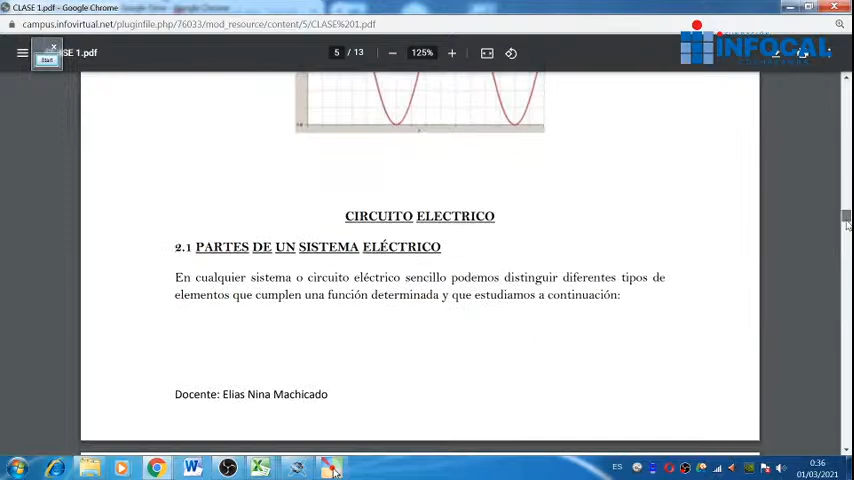 CLASE 1.pdf - Google Chrome
campus.infovirtual.net/pluginfile.php/76033/mod_resource/content/5/CLASE%201.pdf
SE 1.pdf
Start
5 / 13
125%
INFOCAL
CIRCUITO ELECTRICO
2.1 PARTES DE UN SISTEMA ELÉCTRICO
En cualquier sistema o circuito eléctrico sencillo podemos distinguir diferentes tipos de
elementos que cumplen una función determinada y que estudiamos a continuación:
Docente: Elias Nina Machicado
ES
0:36
01/03/2021